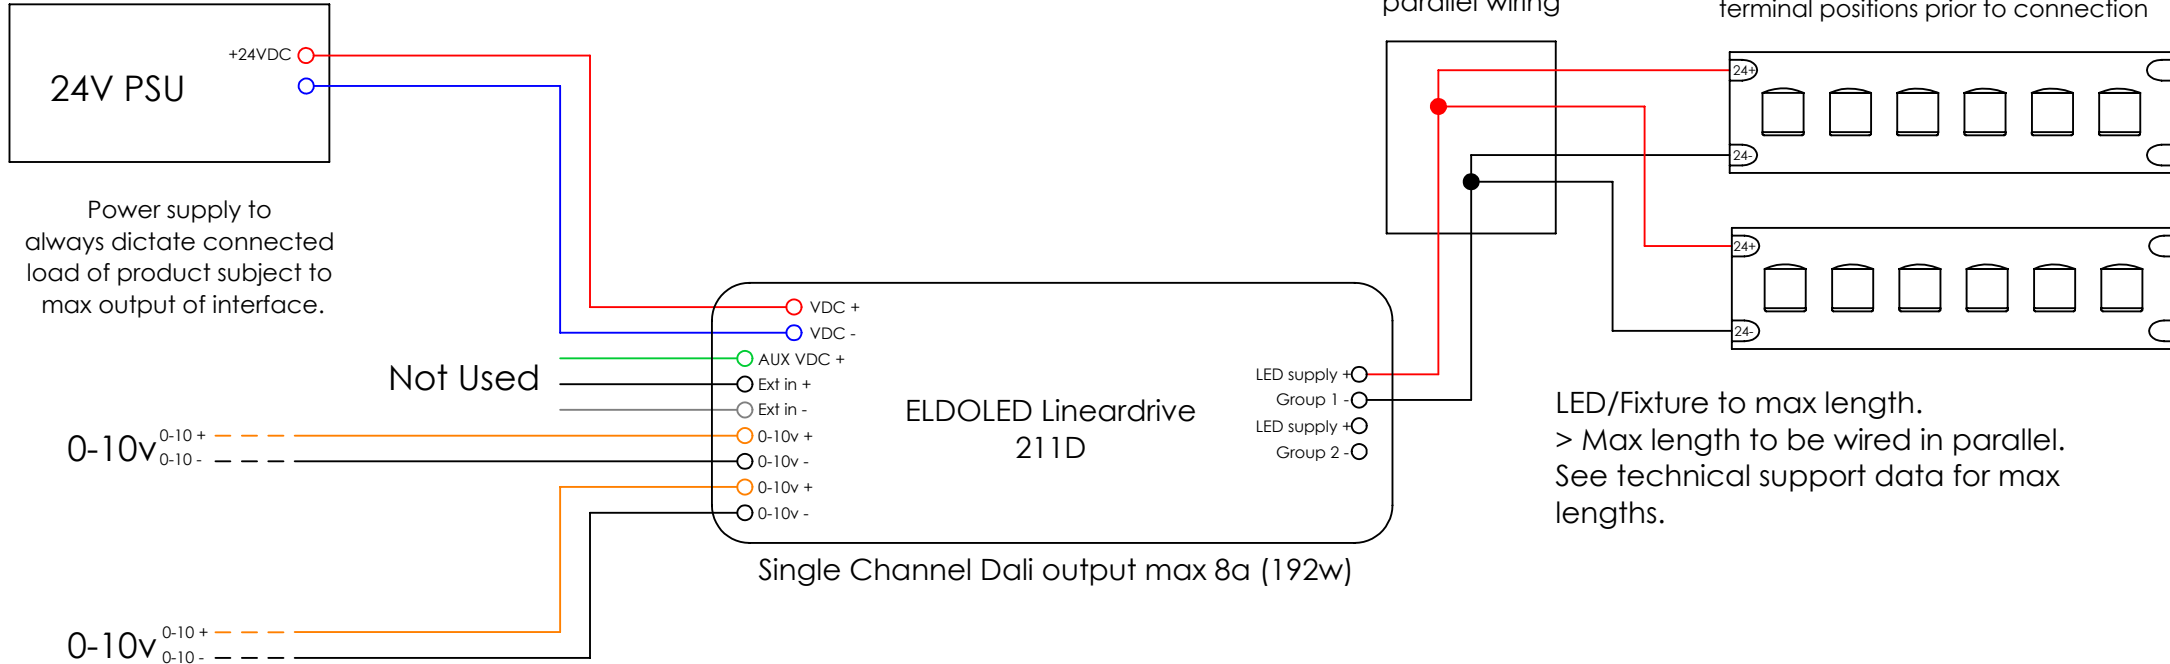 parallel wiring
terminal positions prior to connection
+24VDC
24V PSU
Power supply to
always dictate connected
load of product subject to
max output of interface.
24+
24-
24+
24-
VDC +
VDC -
AUX VDC +
Ext in +
Ext in -
0-10v +
0-10v -
0-10v +
0-10v -
Not Used
0-10v
0-10 +
0-10 -
0-10v
0-10 +
0-10 -
ELDOLED Lineardrive
211D
LED supply +
Group 1 -
LED supply +
Group 2 -
Single Channel Dali output max 8a (192w)
LED/Fixture to max length.
> Max length to be wired in parallel.
See technical support data for max
lengths.